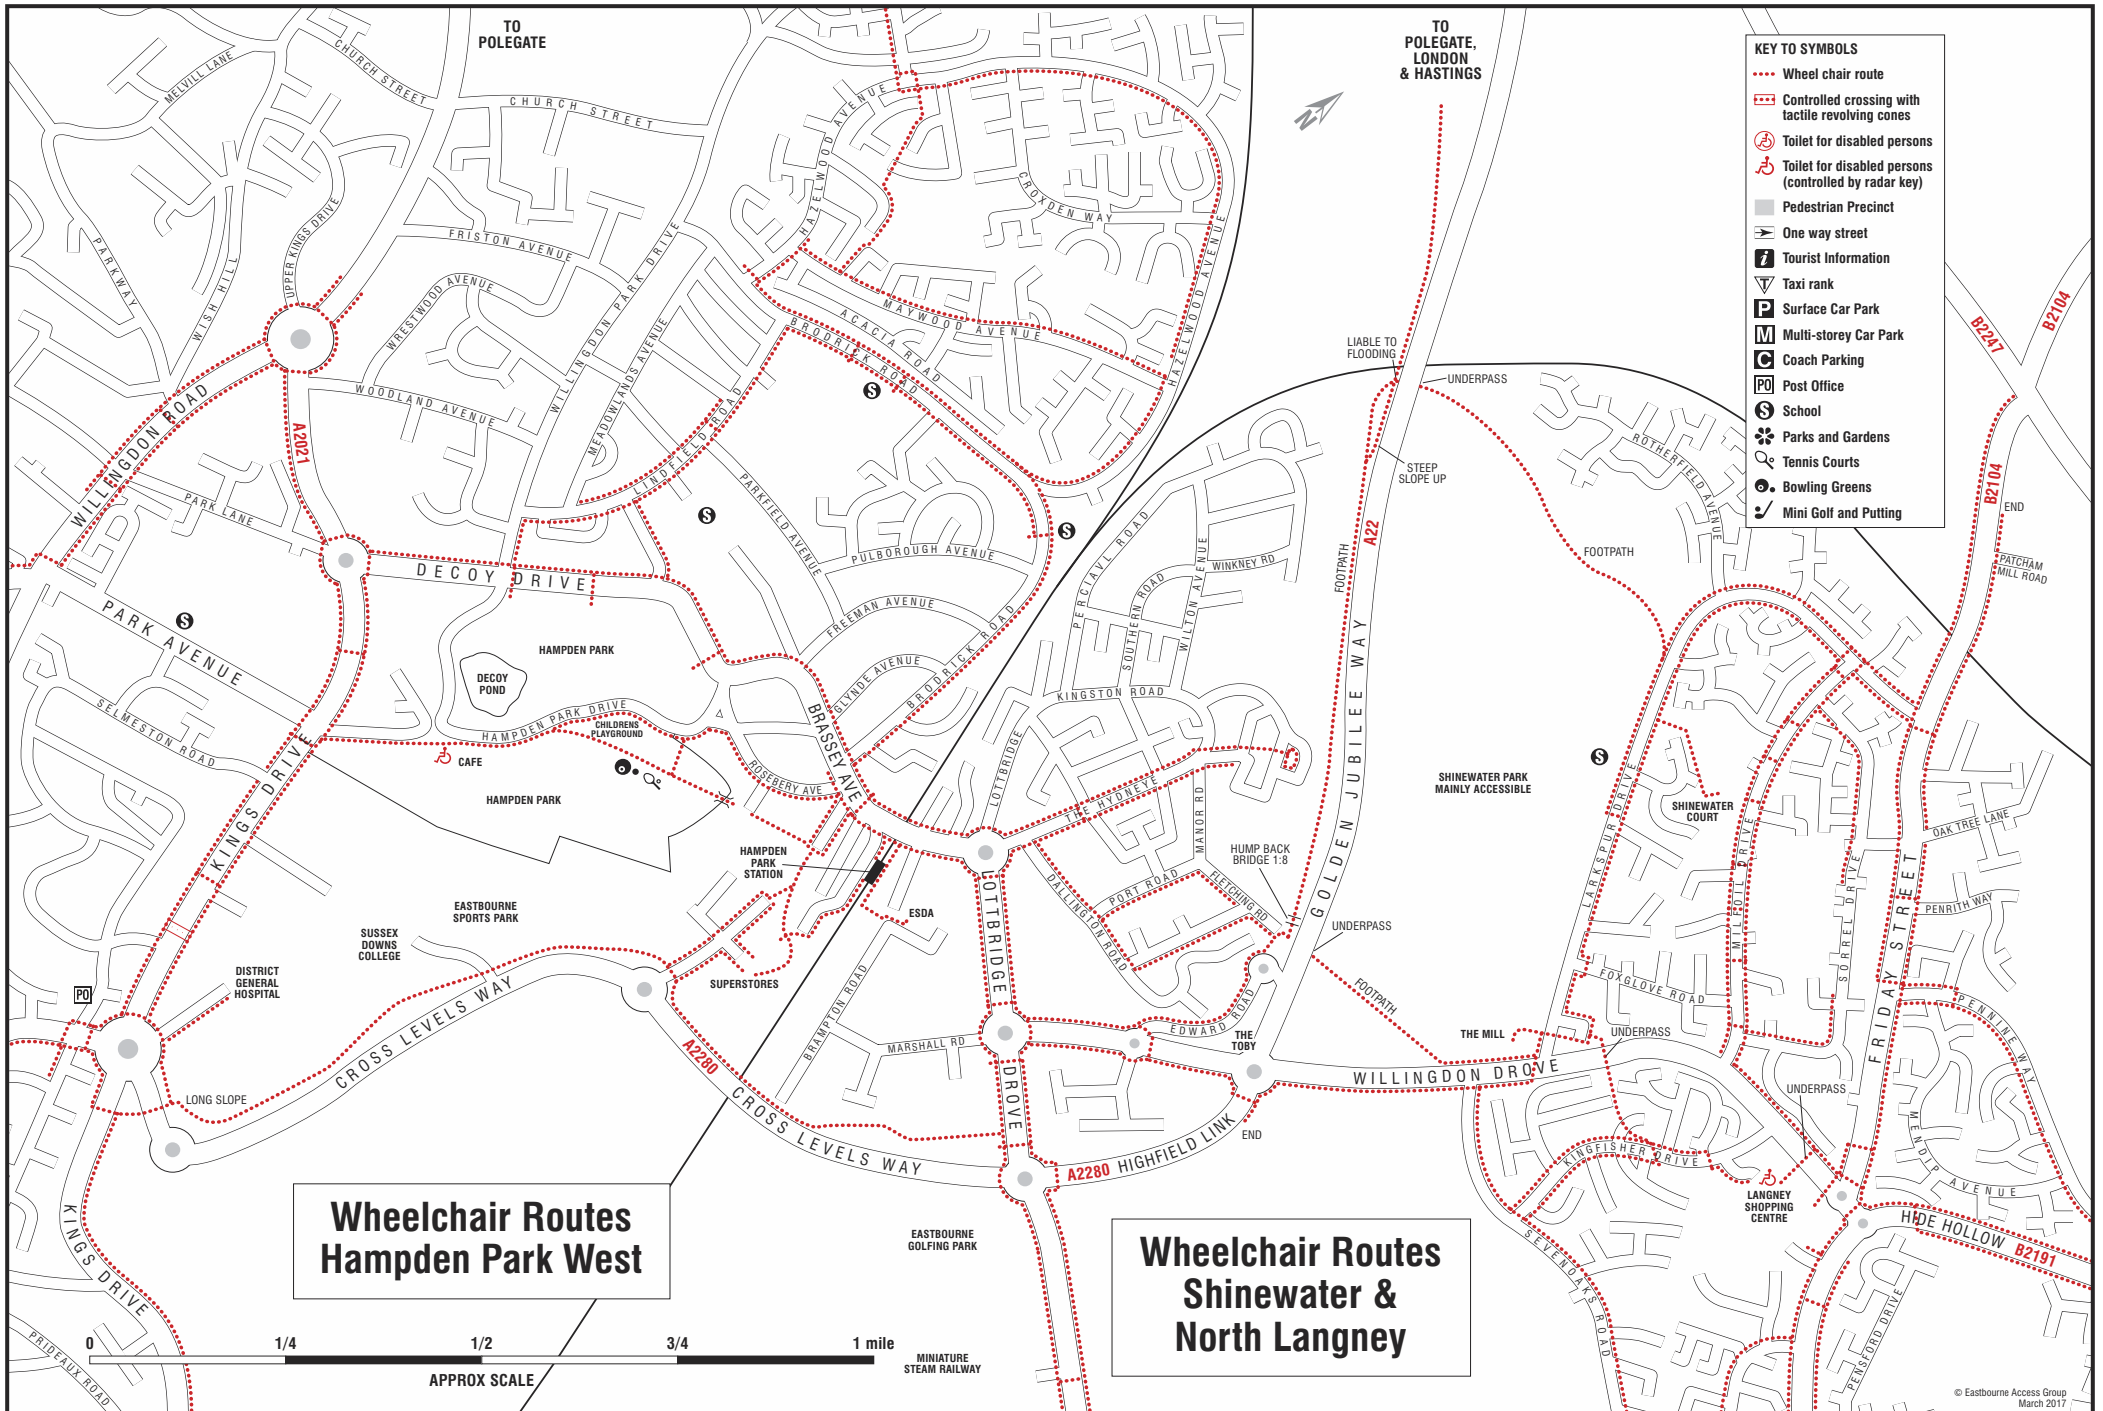 TO
POLEGATE
TO
POLEGATE,
LONDON
& HASTINGS
N
KEY TO SYMBOLS
Wheel chair route
Controlled crossing with
tactile revolving cones
Toilet for disabled persons
Toilet for disabled persons
(controlled by radar key)
Pedestrian Precinct
One way street
i Tourist Information
T Taxi rank
P Surface Car Park
M Multi-storey Car Park
C Coach Parking
PO Post Office
S School
Parks and Gardens
Tennis Courts
Bowling Greens
Mini Golf and Putting
MELVILL LANE
CHURCH STREET
CHURCH STREET
PARKWAY
WISH HILL
UPPER KINGS DRIVE
FRISTON AVENUE
WRESTWOOD AVENUE
WILLINGDON PARK DRIVE
MEADOWLANDS AVENUE
HAZELWOOD AVENUE
CROXDEN WAY
HAZELWOOD AVENUE
MAYWOOD AVENUE
ACACIA ROAD
BRODRICK ROAD
S
LINDFIELD ROAD
WOODLAND AVENUE
WILLINGDON ROAD
A2021
PARK LANE
PARKFIELD AVENUE
S
S
PULBOROUGH AVENUE
FREEMAN AVENUE
GLYNDE AVENUE
BRODRICK ROAD
DECOY DRIVE
PARK AVENUE
S
SELMESTON ROAD
HAMPDEN PARK
DECOY
POND
HAMPDEN PARK DRIVE
CHILDRENS
PLAYGROUND
CAFE
HAMPDEN PARK
ROSEBERY AVE
BRASSEY AVE
KINGS DRIVE
HAMPDEN
PARK
STATION
ESDA
EASTBOURNE
SPORTS PARK
SUSSEX
DOWNS
COLLEGE
DISTRICT
GENERAL
HOSPITAL
PO
SUPERSTORES
CROSS LEVELS WAY
LONG SLOPE
BRAMPTON ROAD
MARSHALL RD
A2280
CROSS LEVELS WAY
LOTTBRIDGE
DROVE
A2280 HIGHFIELD LINK
END
KINGS DRIVE
PRIDEAUX ROAD
LIABLE TO
FLOODING
UNDERPASS
STEEP
SLOPE UP
A22
FOOTPATH
GOLDEN JUBILEE WAY
PERCIAVL ROAD
SOUTHERN ROAD
WILTON AVENUE
WINKNEY RD
KINGSTON ROAD
LOTTBRIDGE
THE HYDNEYE
MANOR RD
PORT ROAD
DALLINGTON ROAD
FLETCHING RD
HUMP BACK
BRIDGE 1:8
UNDERPASS
FOOTPATH
EDWARD ROAD
THE
TOBY
WILLINGDON DROVE
FOOTPATH
ROTHERFIELD AVENUE
B2247
B2104
B2104
END
PATCHAM
MILL ROAD
SHINEWATER PARK
MAINLY ACCESSIBLE
S
SHINEWATER
COURT
LARKSPUR DRIVE
MILFOIL DRIVE
SORREL DRIVE
FRIDAY STREET
OAK TREE LANE
PENRITH WAY
FOXGLOVE ROAD
THE MILL
UNDERPASS
UNDERPASS
PENNINE WAY
MENDIP AVENUE
KINGFISHER DRIVE
LANGNEY
SHOPPING
CENTRE
HIDE HOLLOW B2191
SEVENOAKS ROAD
PENSFORD DRIVE
EASTBOURNE
GOLFING PARK
MINIATURE
STEAM RAILWAY
Wheelchair Routes
Hampden Park West
Wheelchair Routes
Shinewater &
North Langney
0 1/4 1/2 3/4 1 mile
APPROX SCALE
© Eastbourne Access Group
March 2017